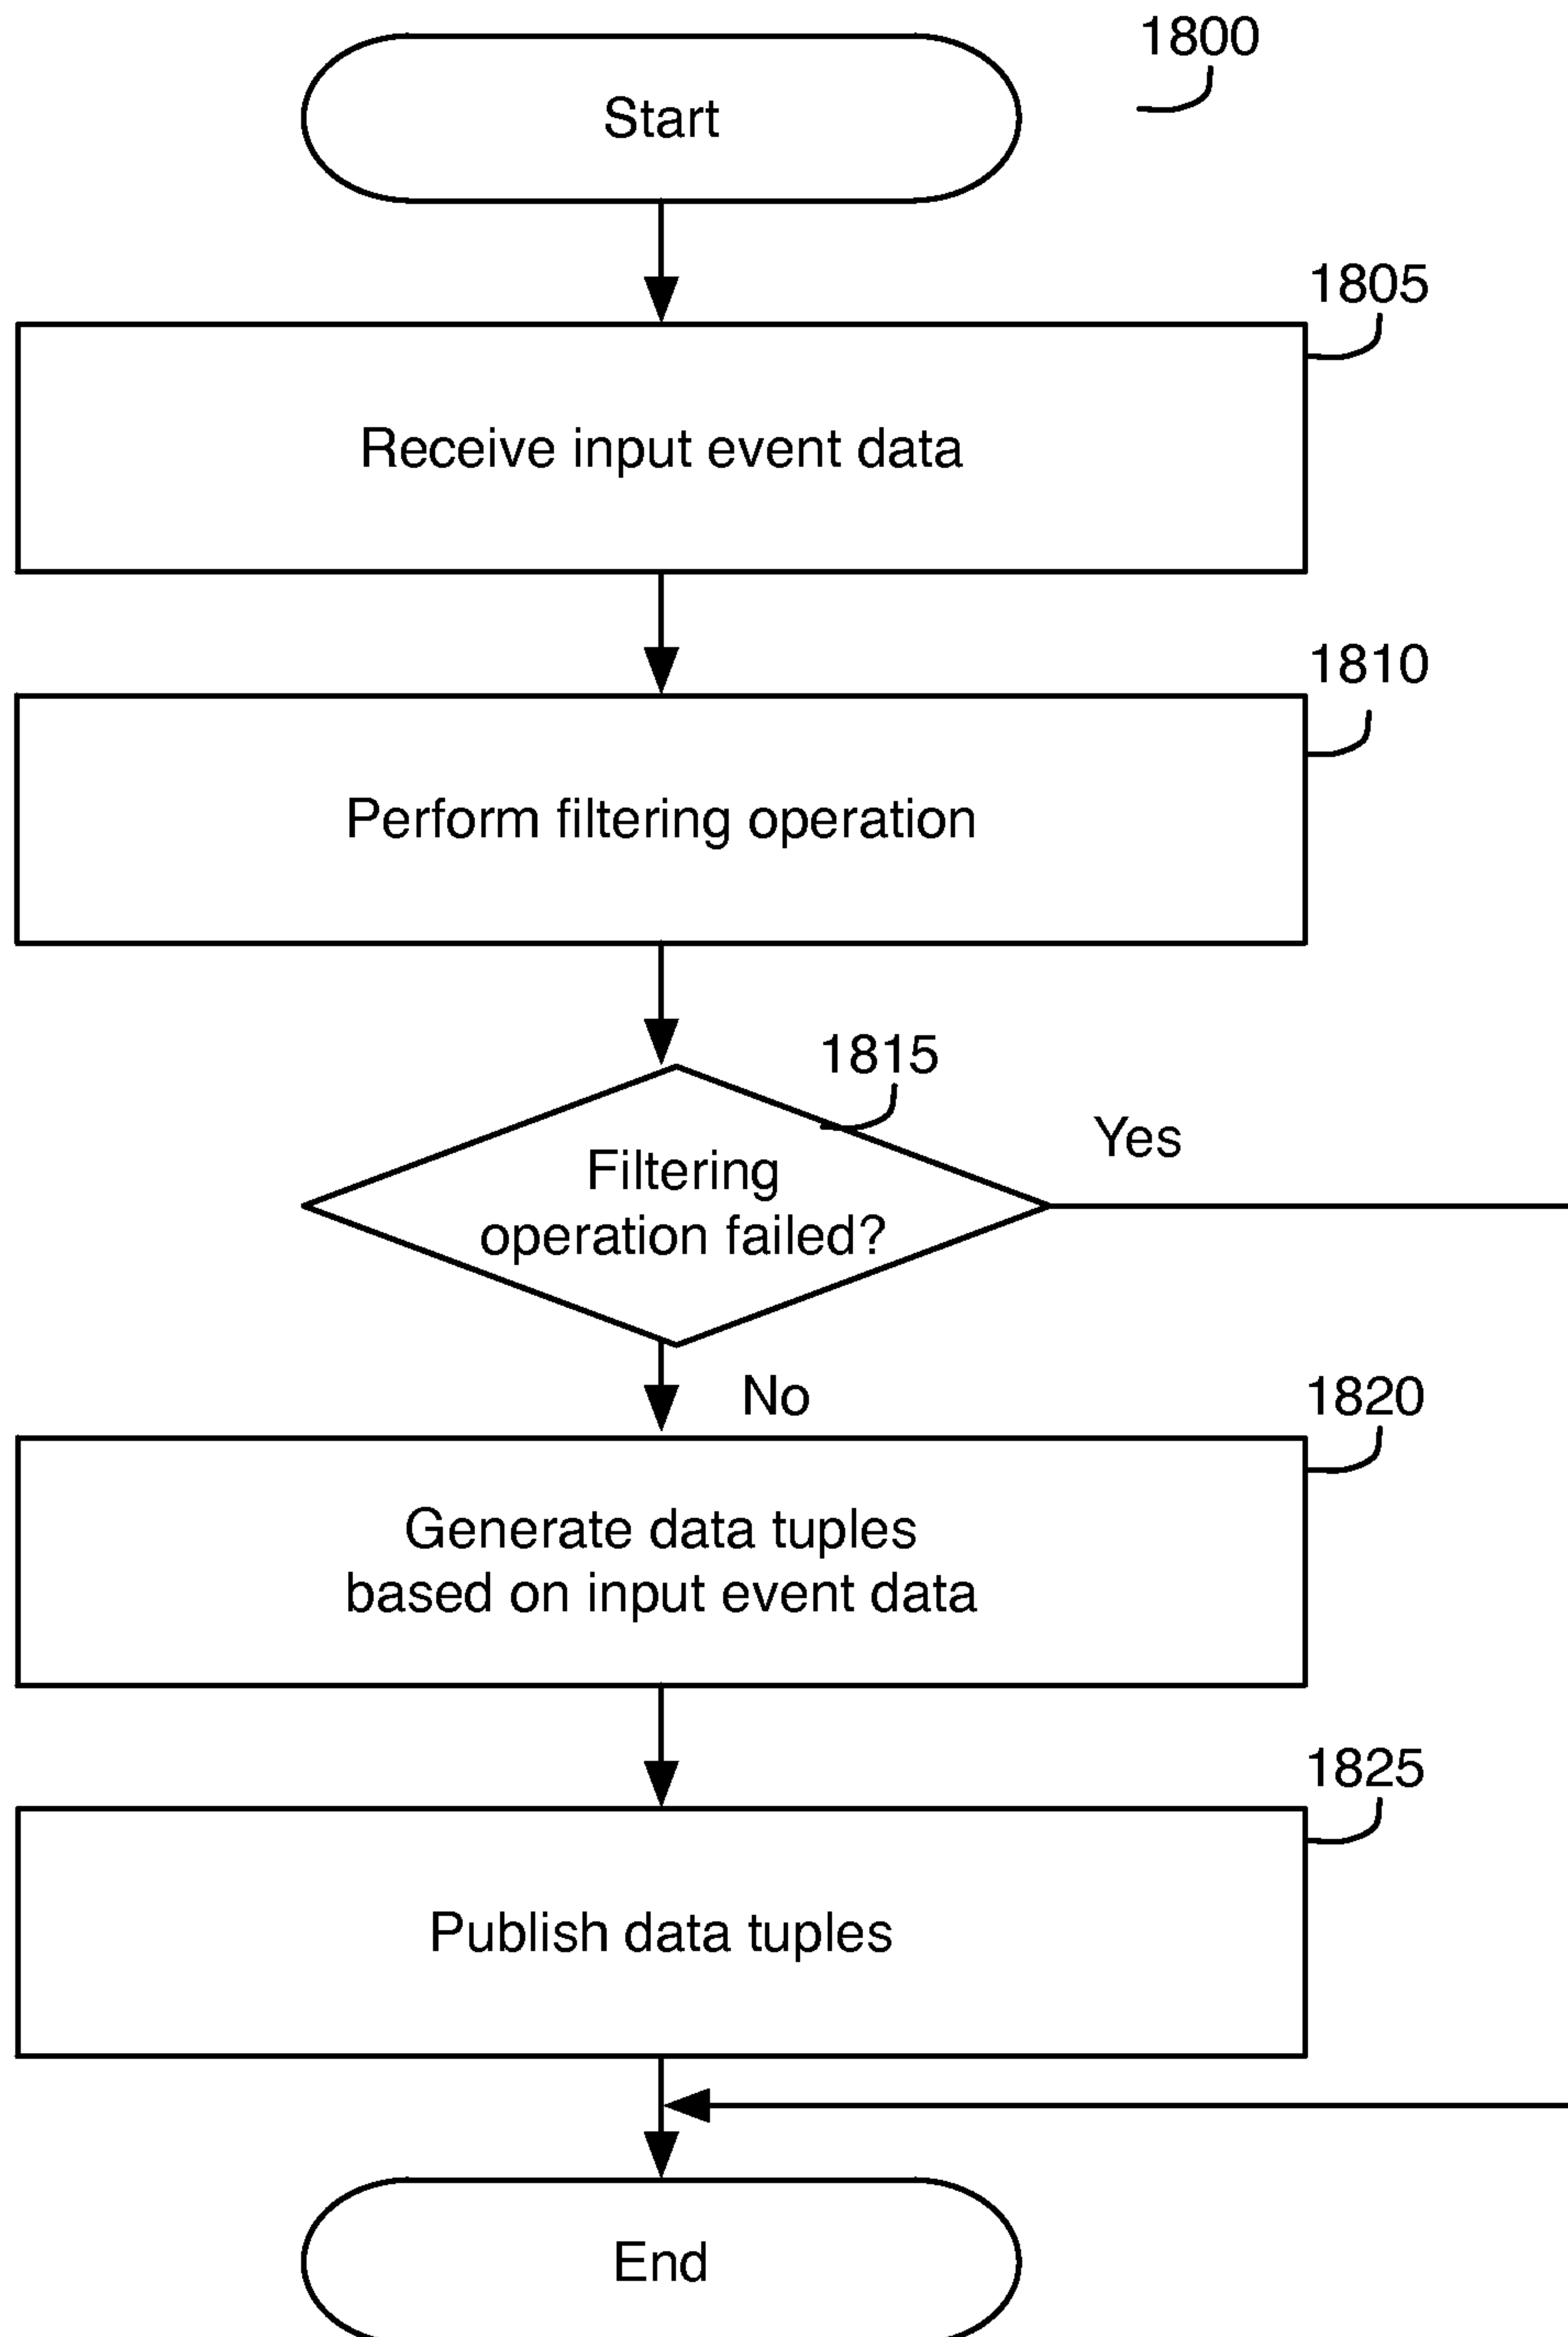 1800
Start
1805
Receive input event data
1810
Perform filtering operation
1815
Yes
Filtering
operation failed?
No
1820
Generate data tuples
based on input event data
1825
Publish data tuples
End